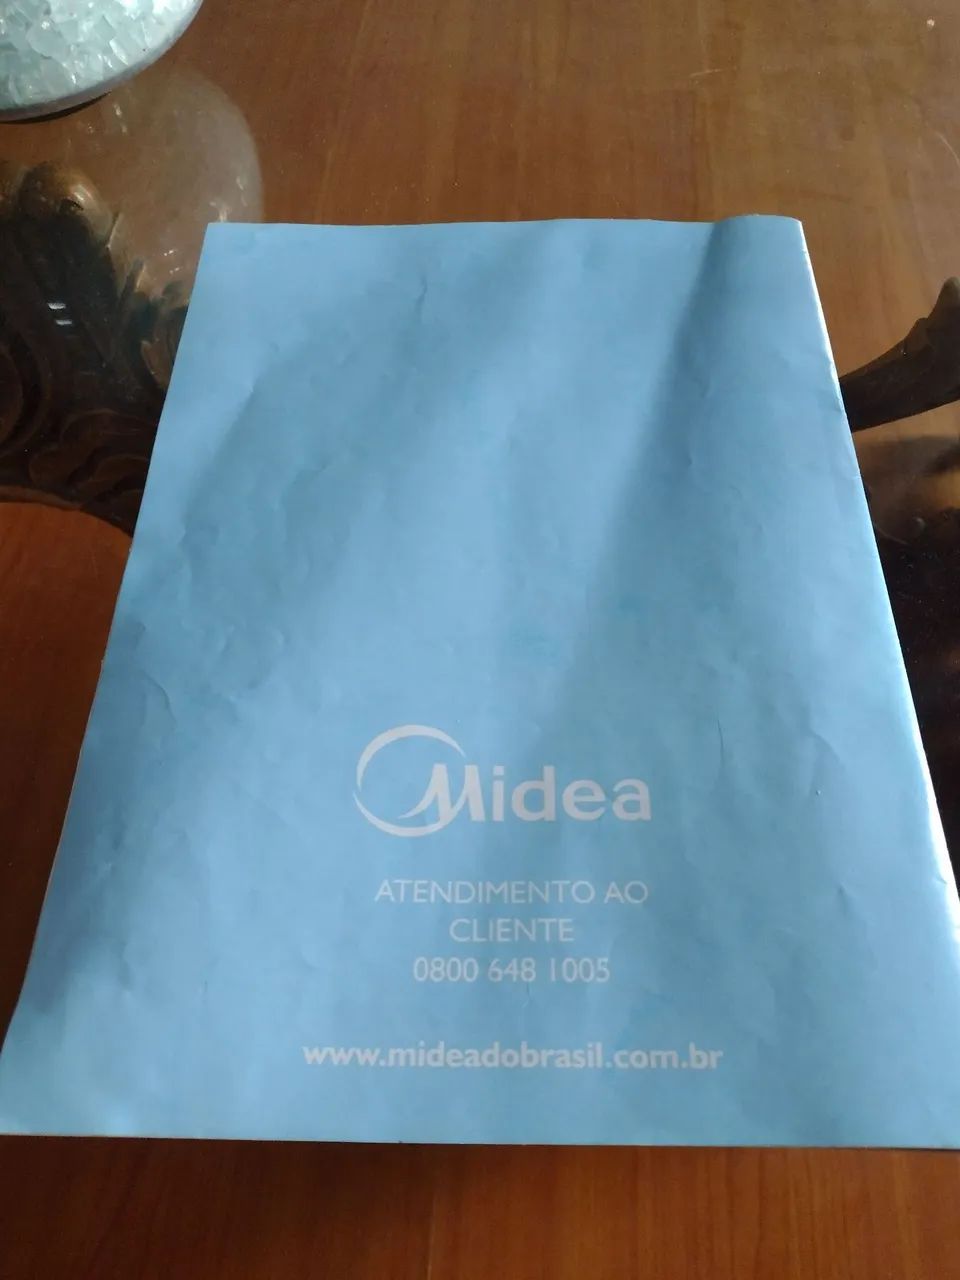 Midea
ATENDIMENTO AO
CLIENTE
0800 648 1005
www.mideadobrasil.com.br